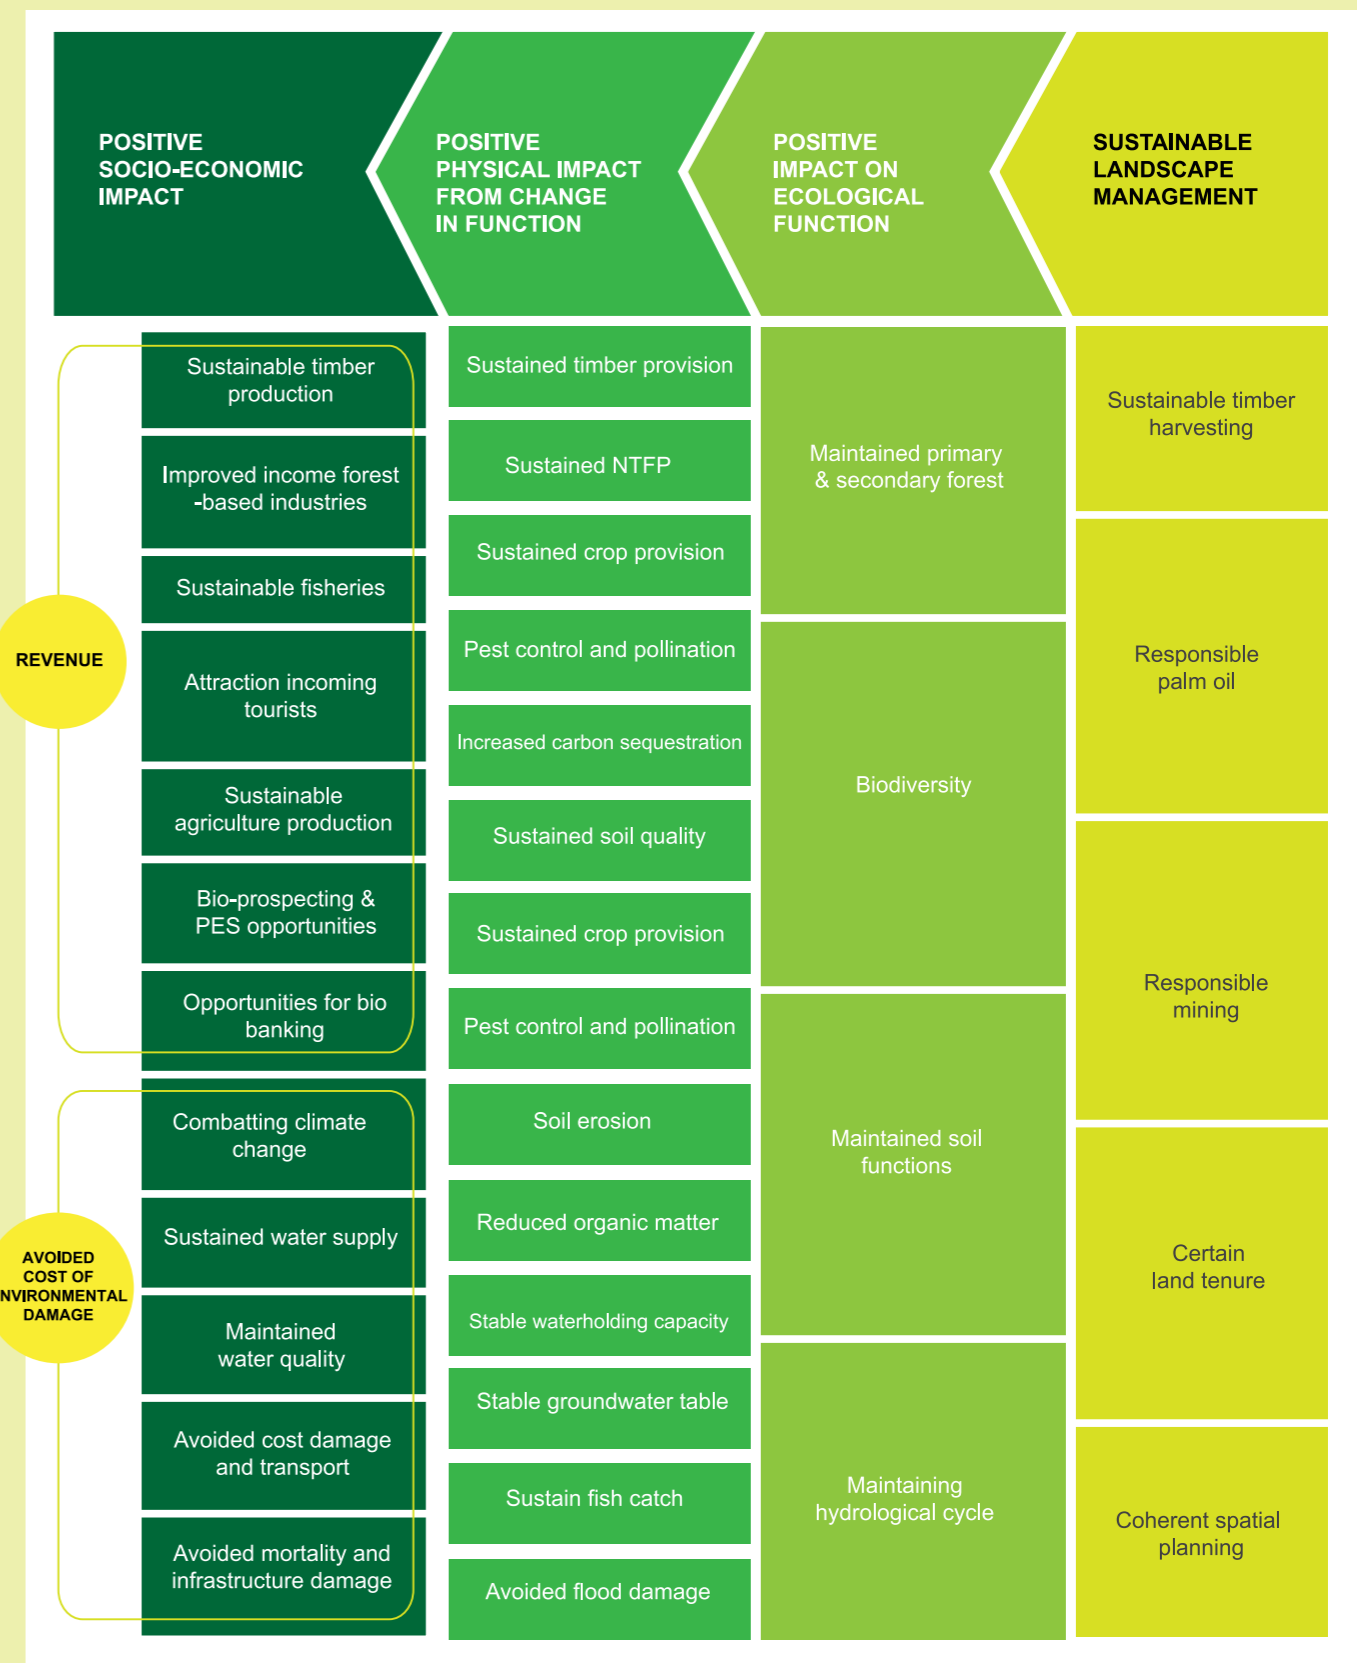 POSITIVE
SOCIO-ECONOMIC
IMPACT
POSITIVE
PHYSICAL IMPACT
FROM CHANGE
IN FUNCTION
POSITIVE
IMPACT ON
ECOLOGICAL
FUNCTION
SUSTAINABLE
LANDSCAPE
MANAGEMENT
REVENUE
Sustainable timber
production
Improved income forest
-based industries
Sustainable fisheries
Attraction incoming
tourists
Sustainable
agriculture production
Bio-prospecting &
PES opportunities
Opportunities for bio
banking
AVOIDED
COST OF
NVIRONMENTAL
DAMAGE
Combatting climate
change
Sustained water supply
Maintained
water quality
Avoided cost damage
and transport
Avoided mortality and
infrastructure damage
Sustained timber provision
Sustained NTFP
Sustained crop provision
Pest control and pollination
Increased carbon sequestration
Sustained soil quality
Sustained crop provision
Pest control and pollination
Soil erosion
Reduced organic matter
Stable waterholding capacity
Stable groundwater table
Sustain fish catch
Avoided flood damage
Maintained primary
& secondary forest
Biodiversity
Maintained soil
functions
Maintaining
hydrological cycle
Sustainable timber
harvesting
Responsible
palm oil
Responsible
mining
Certain
land tenure
Coherent spatial
planning